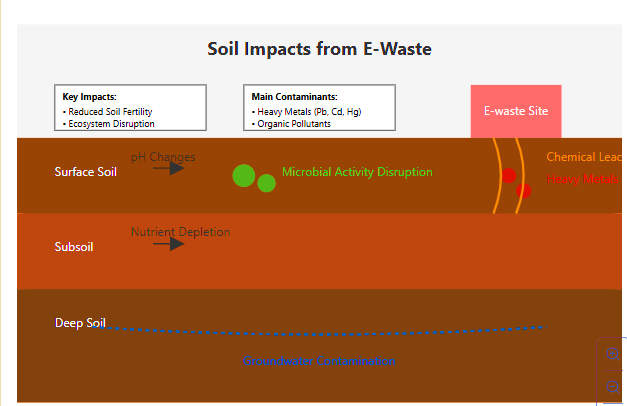 Soil Impacts from E-Waste
Key Impacts:
• Reduced Soil Fertility
• Ecosystem Disruption
Main Contaminants:
• Heavy Metals (Pb, Cd, Hg)
• Organic Pollutants
E-waste Site
pH Changes
Surface Soil
Microbial Activity Disruption
Chemical Leac
Heavy Metals
Nutrient Depletion
Subsoil
Deep Soil
Groundwater Contamination